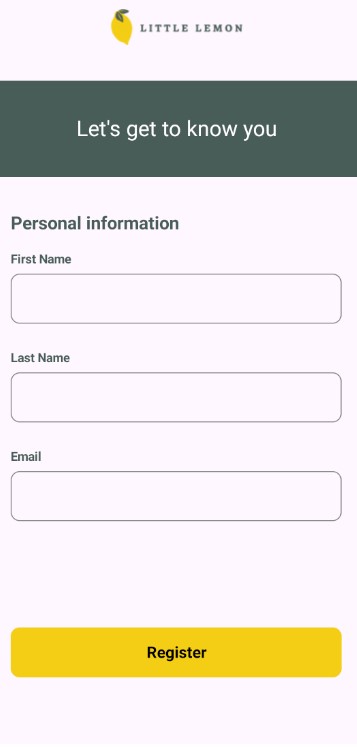 LITTLE LEMON
Let's get to know you
Personal information
First Name
Last Name
Email
Register